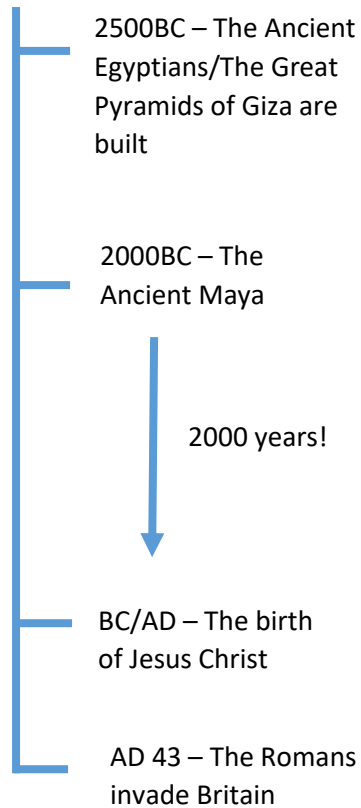 2500BC – The Ancient
Egyptians/The Great
Pyramids of Giza are
built
2000BC – The
Ancient Maya
2000 years!
BC/AD – The birth
of Jesus Christ
AD 43 – The Romans
invade Britain